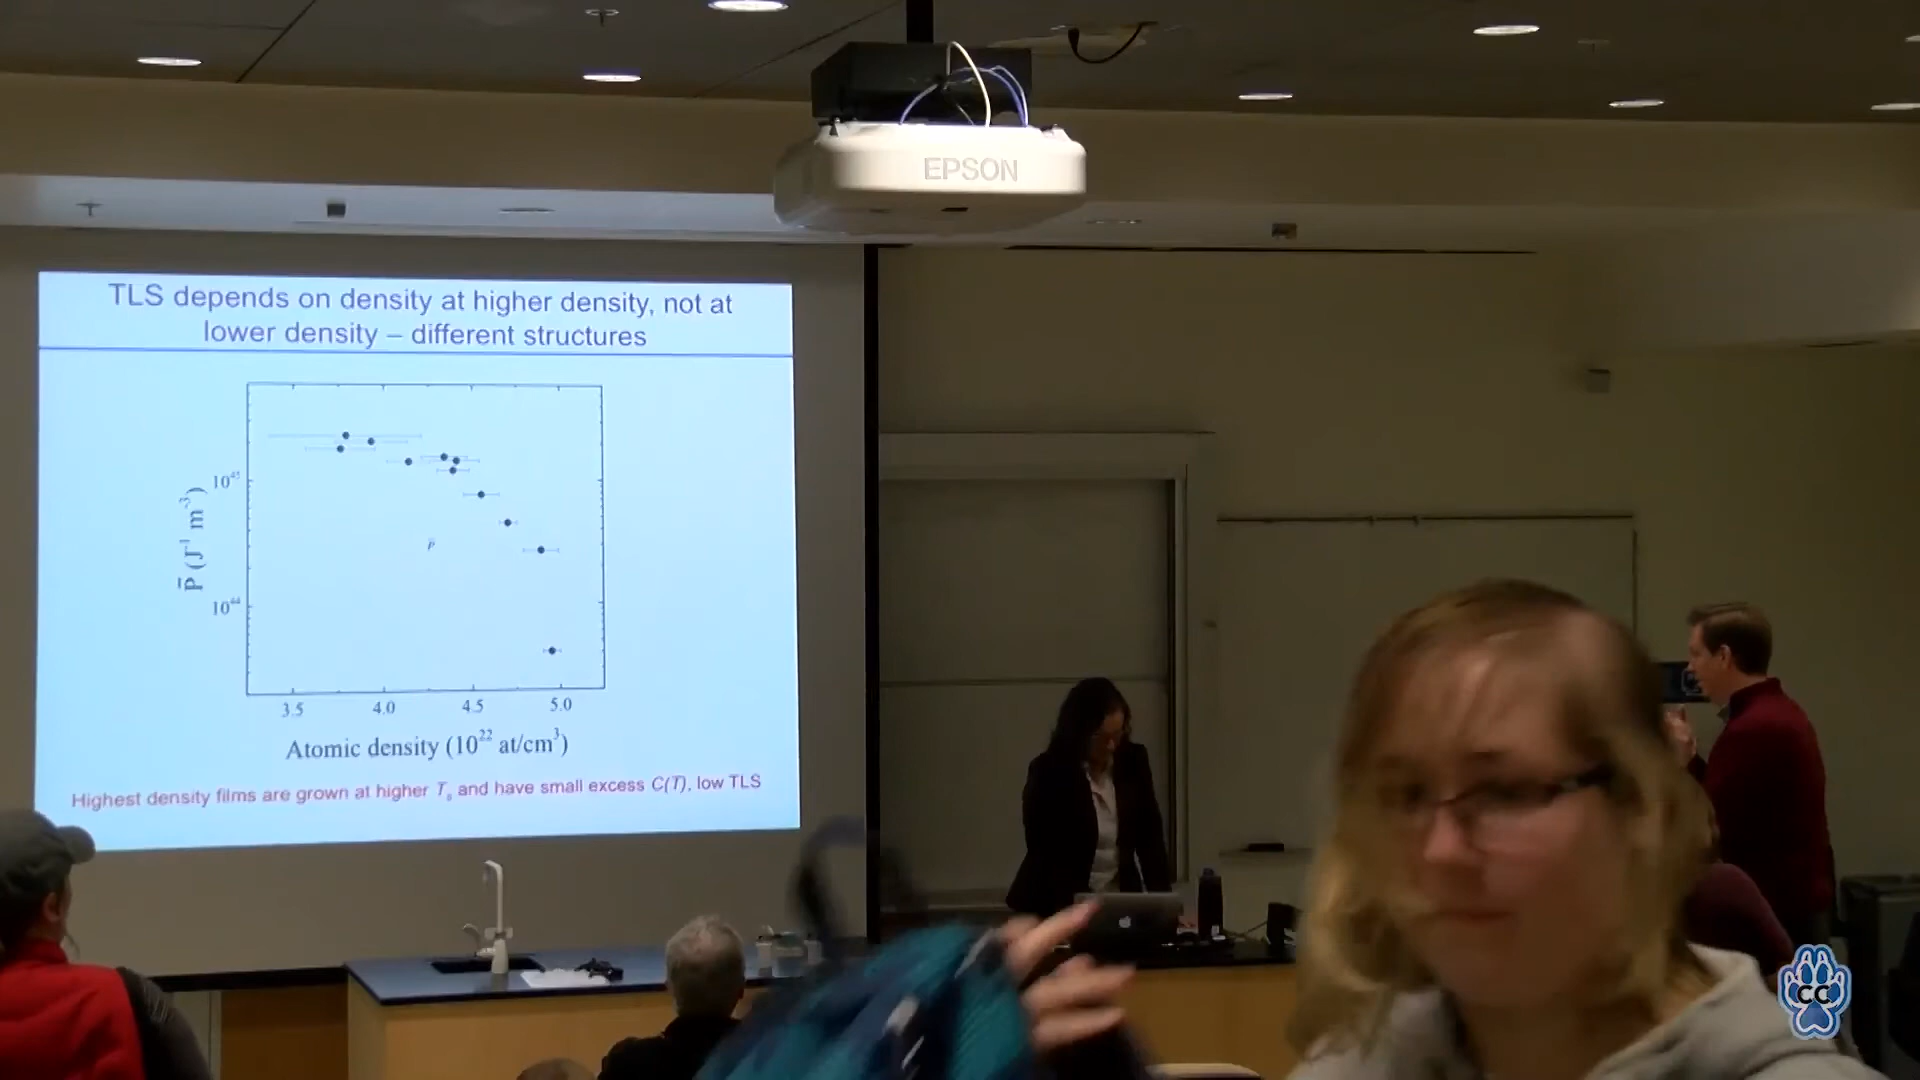 EPSON
TLS depends on density at higher density, not at
lower density – different structures
10⁴⁵
P̄ (J⁻¹ m⁻³)
P̄
10⁴⁴
3.5 4.0 4.5 5.0
Atomic density (10²² at/cm³)
Highest density films are grown at higher Tₛ and have small excess C(T), low TLS
CC